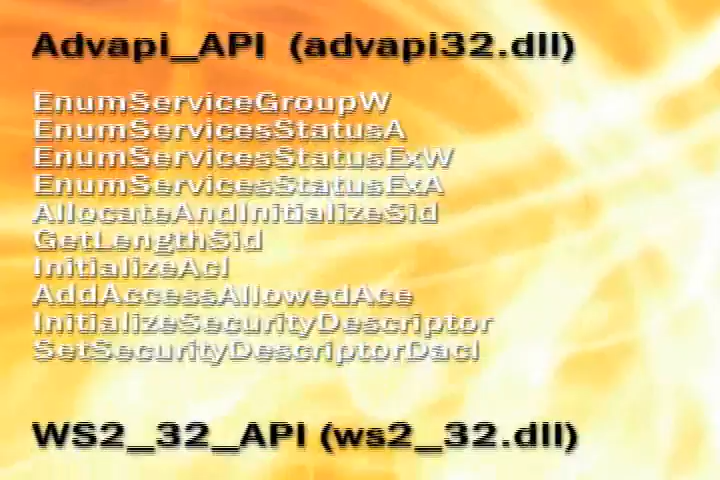 Advapi_API (advapi32.dll)
EnumServiceGroupW
EnumServicesStatusA
EnumServicesStatusExW
EnumServicesStatusExA
AllocateAndInitializeSid
GetLengthSid
InitializeAcl
AddAccessAllowedAce
InitializeSecurityDescriptor
SetSecurityDescriptorDacl
WS2_32_API (ws2_32.dll)